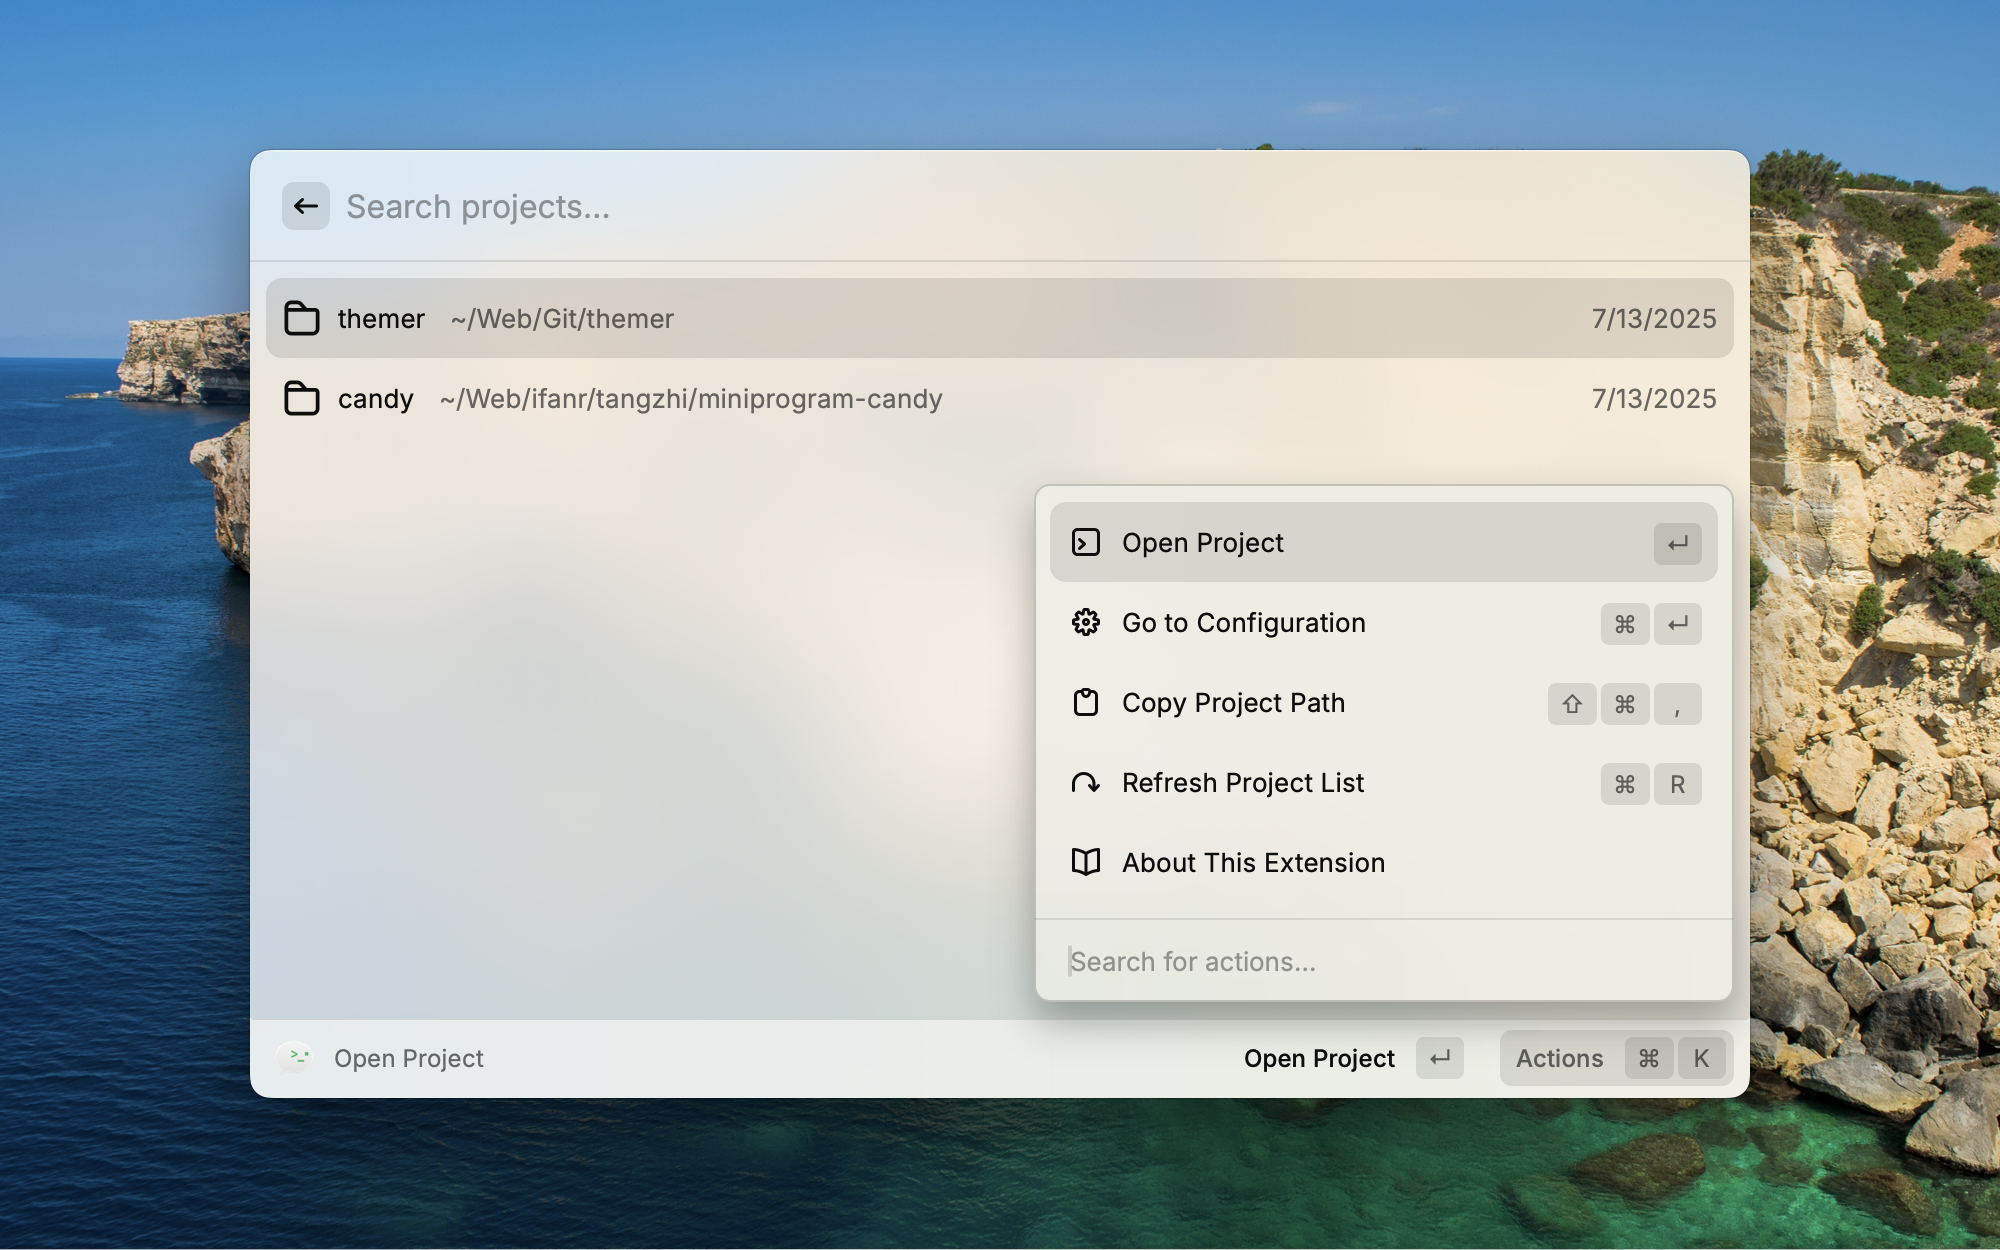 Search projects...
themer ~/Web/Git/themer 7/13/2025
candy ~/Web/ifanr/tangzhi/miniprogram-candy 7/13/2025
Open Project ↵
Go to Configuration ⌘ ↵
Copy Project Path ⇧ ⌘ ,
Refresh Project List ⌘ R
About This Extension
Search for actions...
Open Project Open Project ↵ Actions ⌘ K